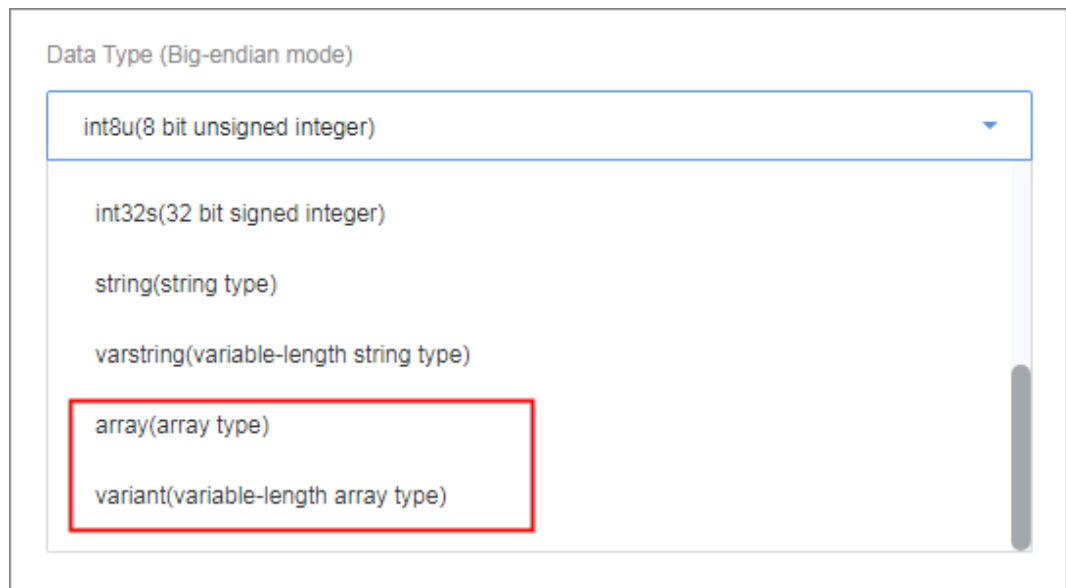 Data Type (Big-endian mode)
int8u(8 bit unsigned integer)
int32s(32 bit signed integer)
string(string type)
varstring(variable-length string type)
array(array type)
variant(variable-length array type)